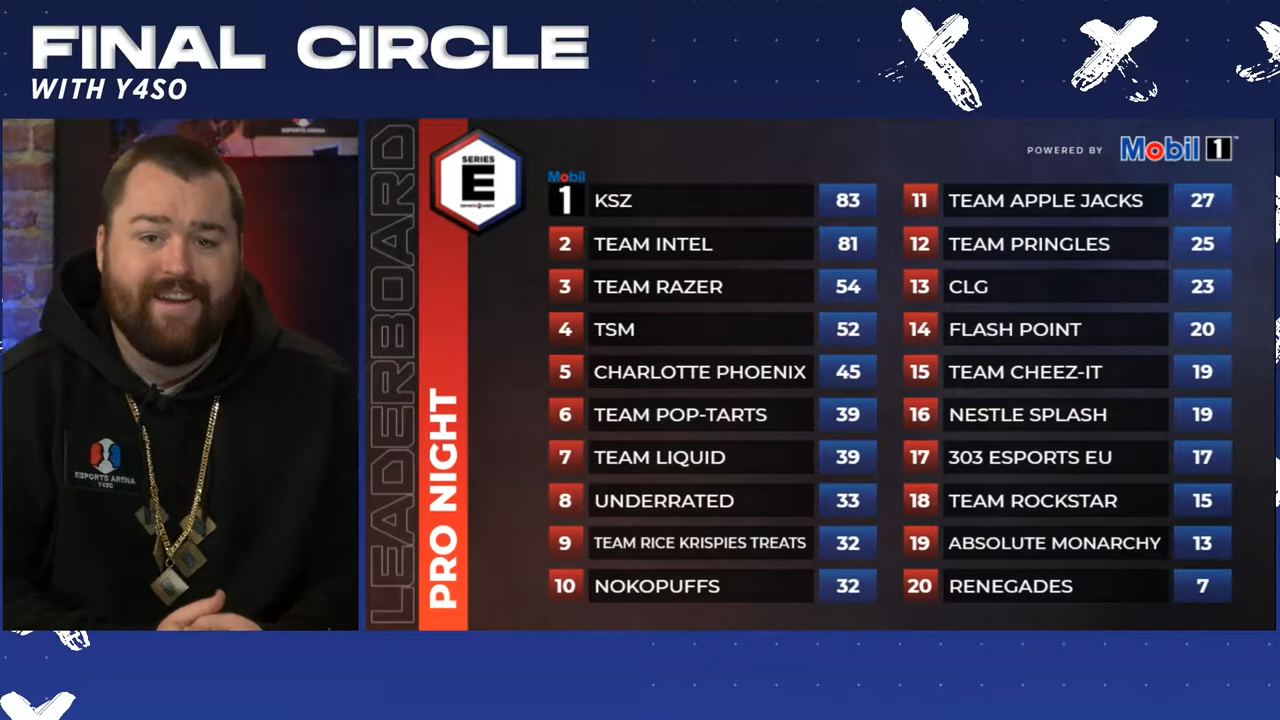 FINAL CIRCLE
WITH Y4SO
ESPORTS ARENA
ESPORTS ARENA
Y4SO
LEADERBOARD
PRO NIGHT
SERIES
E
POWERED BY Mobil 1
Mobil
1 KSZ 83
2 TEAM INTEL 81
3 TEAM RAZER 54
4 TSM 52
5 CHARLOTTE PHOENIX 45
6 TEAM POP-TARTS 39
7 TEAM LIQUID 39
8 UNDERRATED 33
9 TEAM RICE KRISPIES TREATS 32
10 NOKOPUFFS 32
11 TEAM APPLE JACKS 27
12 TEAM PRINGLES 25
13 CLG 23
14 FLASH POINT 20
15 TEAM CHEEZ-IT 19
16 NESTLE SPLASH 19
17 303 ESPORTS EU 17
18 TEAM ROCKSTAR 15
19 ABSOLUTE MONARCHY 13
20 RENEGADES 7